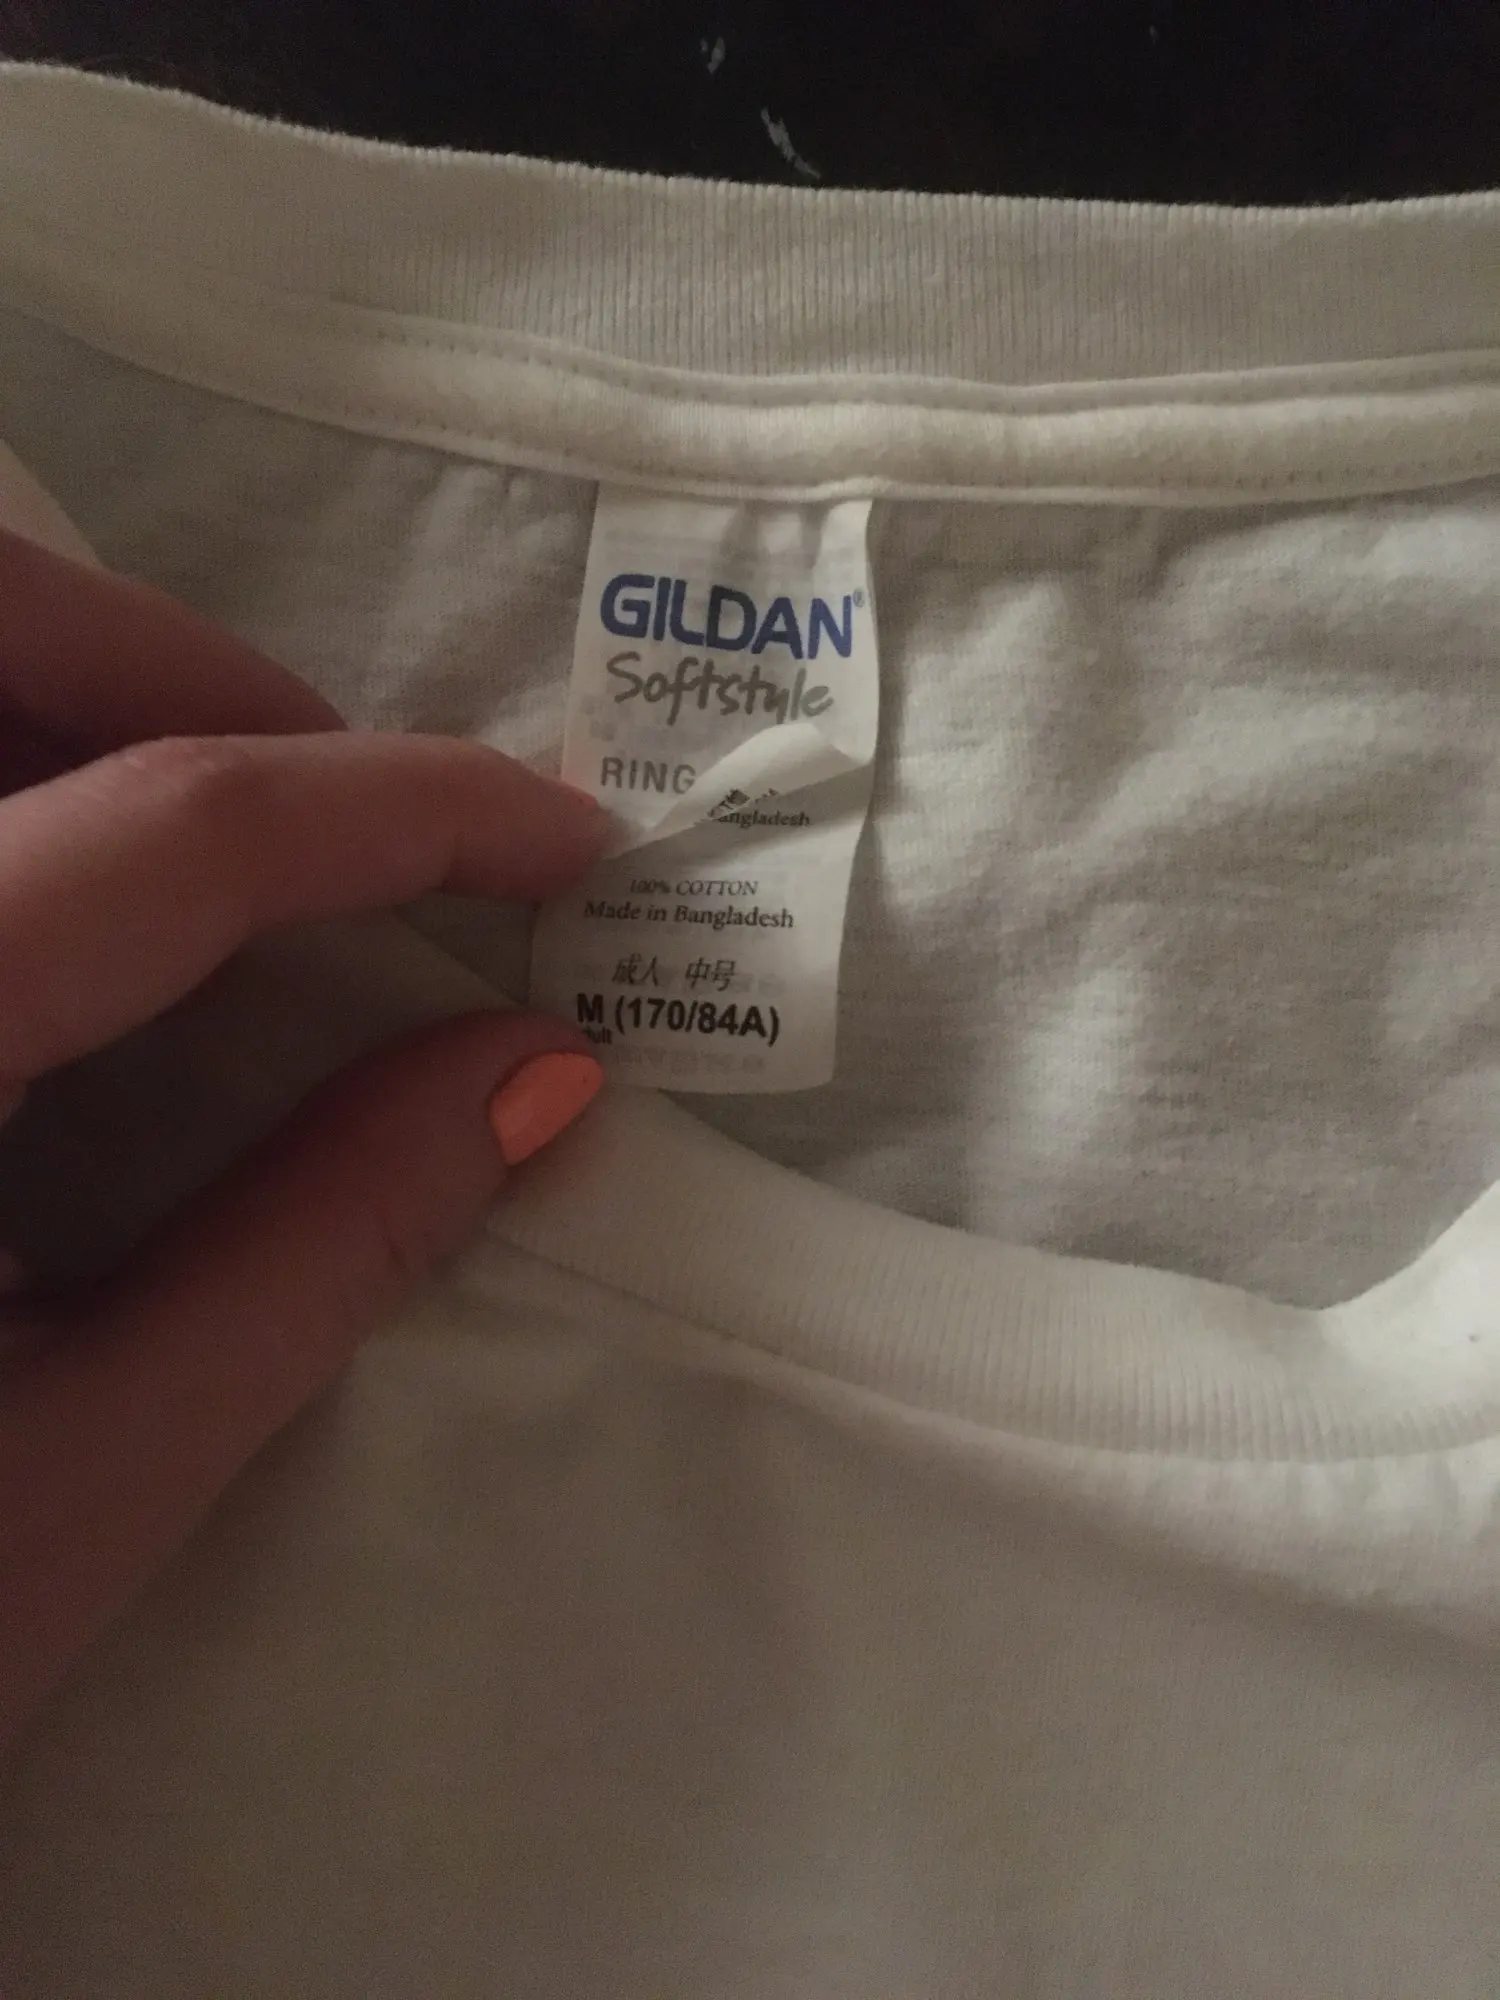 GILDAN®
Softstyle
RING
angladesh
100% COTTON
Made in Bangladesh
成人 中号
M (170/84A)